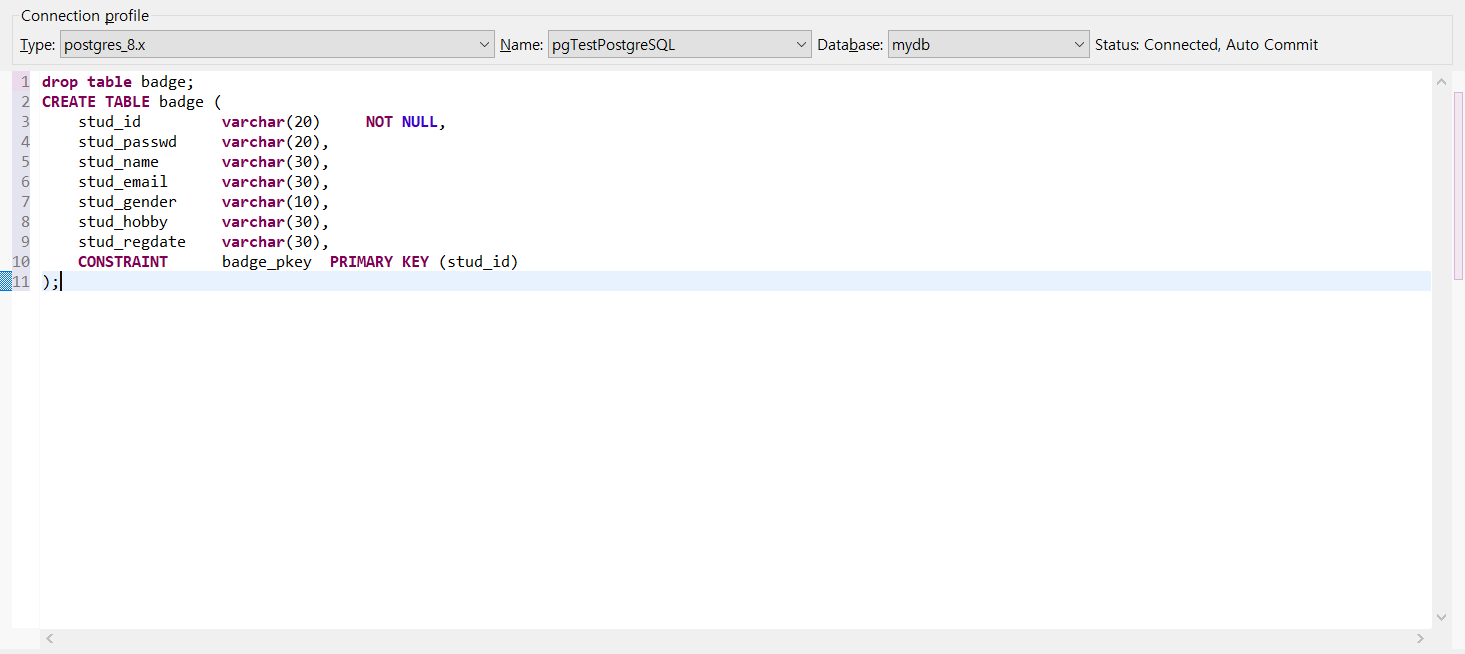 Connection profile
Type: postgres_8.x Name: pgTestPostgreSQL Database: mydb Status: Connected, Auto Commit
1 drop table badge;
2 CREATE TABLE badge (
3 stud_id varchar(20) NOT NULL,
4 stud_passwd varchar(20),
5 stud_name varchar(30),
6 stud_email varchar(30),
7 stud_gender varchar(10),
8 stud_hobby varchar(30),
9 stud_regdate varchar(30),
10 CONSTRAINT badge_pkey PRIMARY KEY (stud_id)
11 );